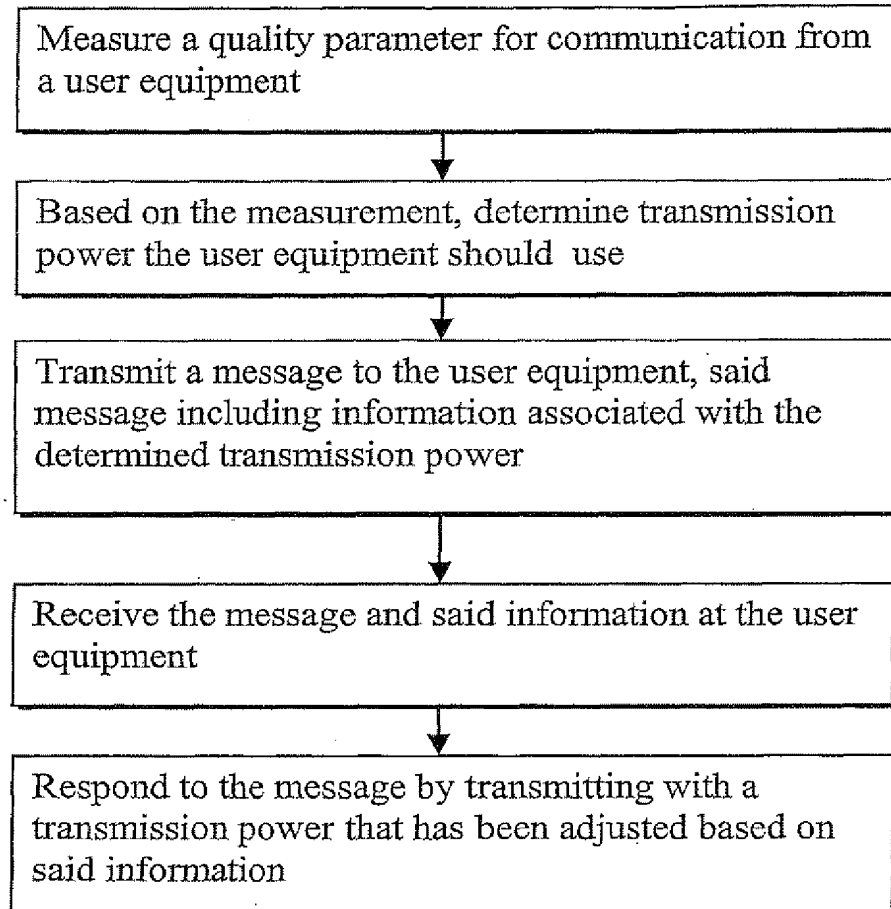 Measure a quality parameter for communication from
a user equipment
Based on the measurement, determine transmission
power the user equipment should use
Transmit a message to the user equipment, said
message including information associated with the
determined transmission power
Receive the message and said information at the user
equipment
Respond to the message by transmitting with a
transmission power that has been adjusted based on
said information